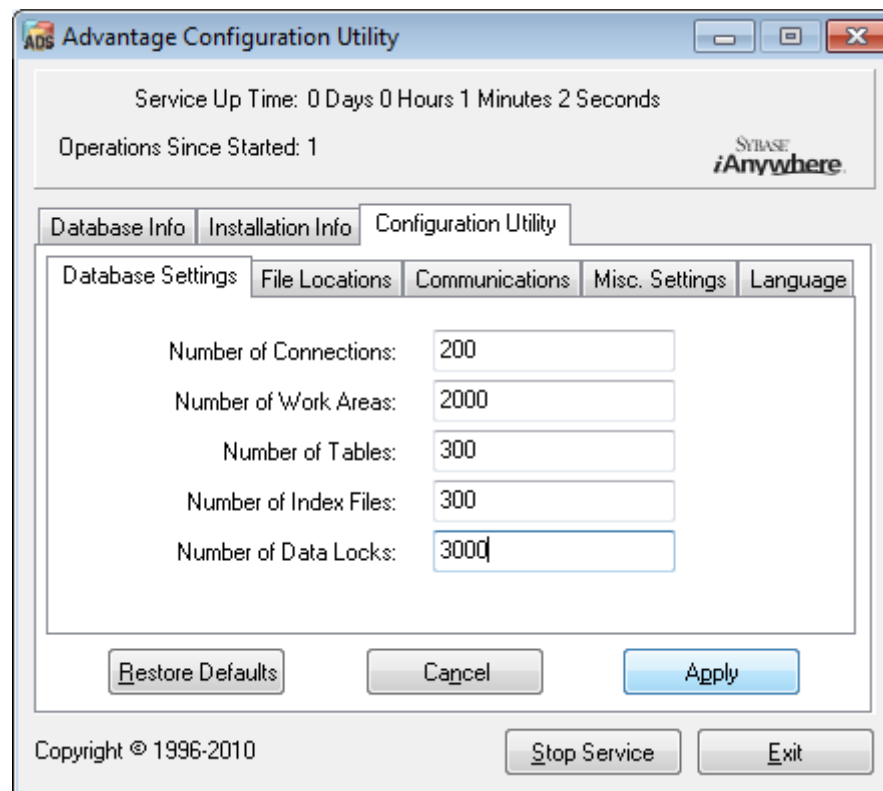 ADS Advantage Configuration Utility
Service Up Time: 0 Days 0 Hours 1 Minutes 2 Seconds
Operations Since Started: 1
SYBASE
iAnywhere.
Database Info Installation Info Configuration Utility
Database Settings File Locations Communications Misc. Settings Language
Number of Connections: 200
Number of Work Areas: 2000
Number of Tables: 300
Number of Index Files: 300
Number of Data Locks: 3000
Restore Defaults Cancel Apply
Copyright © 1996-2010 Stop Service Exit